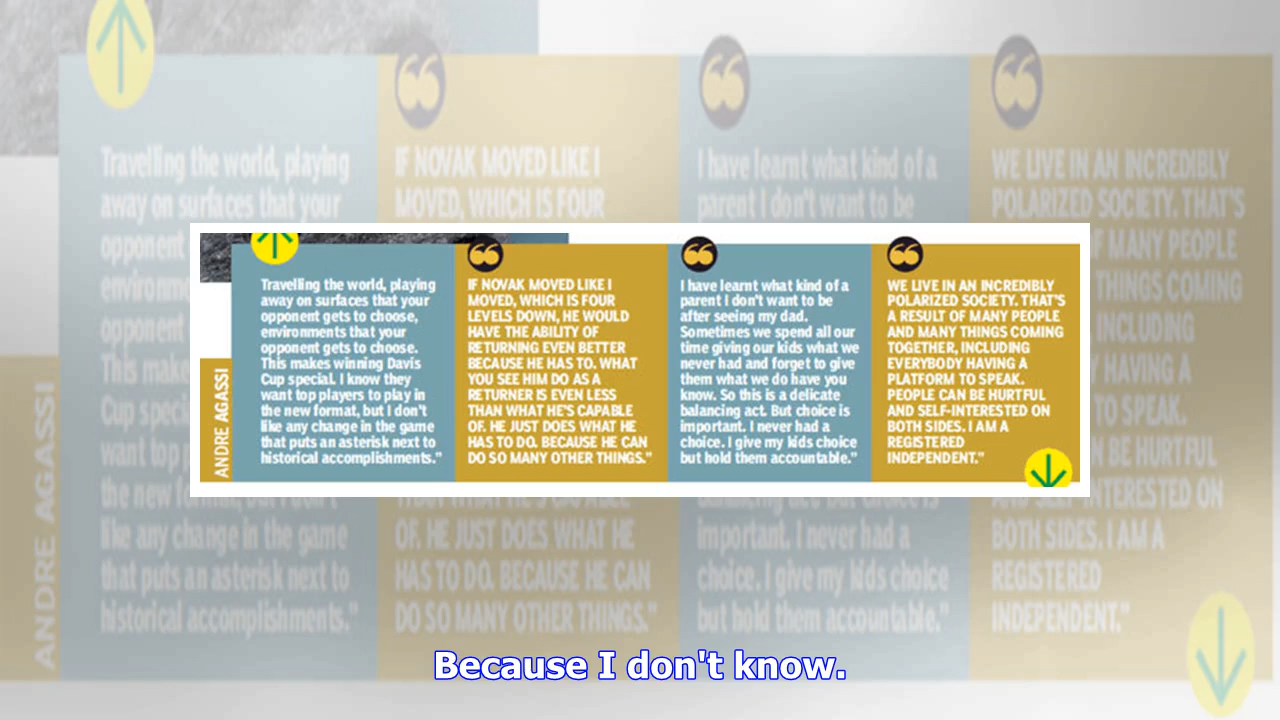 ANDRE AGASSI
Travelling the world, playing
away on surfaces that your
opponent gets to choose,
environments that your
opponent gets to choose.
This makes winning Davis
Cup special. I know they
want top players to play in
the new format, but I don't
like any change in the game
that puts an asterisk next to
historical accomplishments."
IF NOVAK MOVED LIKE I
MOVED, WHICH IS FOUR
LEVELS DOWN, HE WOULD
HAVE THE ABILITY OF
RETURNING EVEN BETTER
BECAUSE HE HAS TO. WHAT
YOU SEE HIM DO AS A
RETURNER IS EVEN LESS
THAN WHAT HE'S CAPABLE
OF. HE JUST DOES WHAT HE
HAS TO DO. BECAUSE HE CAN
DO SO MANY OTHER THINGS."
I have learnt what kind of a
parent I don't want to be
after seeing my dad.
Sometimes we spend all our
time giving our kids what we
never had and forget to give
them what we do have you
know. So this is a delicate
balancing act. But choice is
important. I never had a
choice. I give my kids choice
but hold them accountable."
WE LIVE IN AN INCREDIBLY
POLARIZED SOCIETY. THAT'S
A RESULT OF MANY PEOPLE
AND MANY THINGS COMING
TOGETHER, INCLUDING
EVERYBODY HAVING A
PLATFORM TO SPEAK.
PEOPLE CAN BE HURTFUL
AND SELF-INTERESTED ON
BOTH SIDES. I AM A
REGISTERED
INDEPENDENT."
Because I don't know.